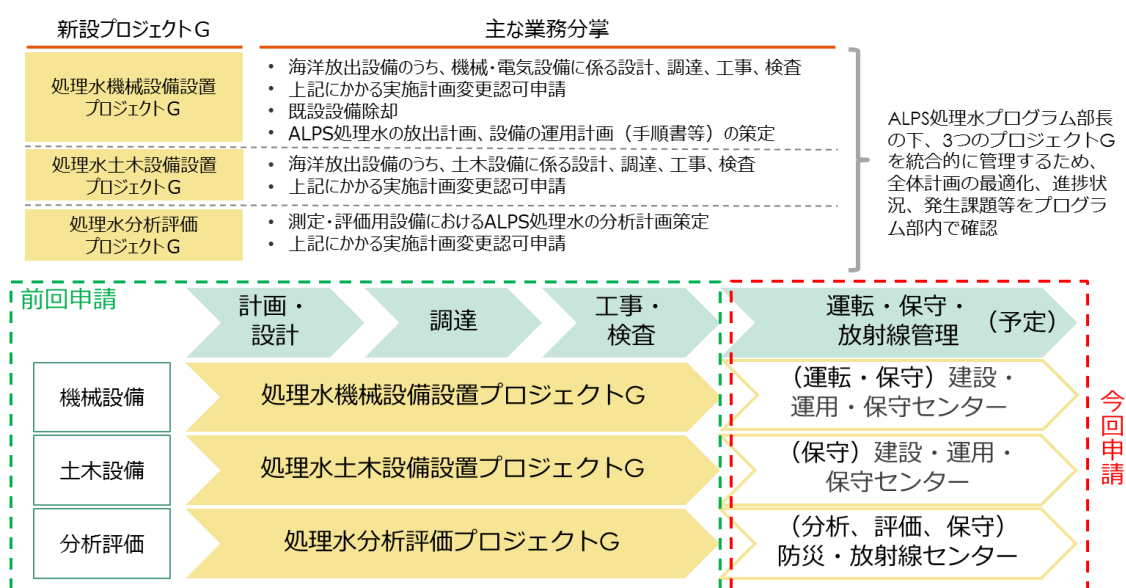 新設プロジェクトG
主な業務分掌
処理水機械設備設置
プロジェクトG
• 海洋放出設備のうち、機械・電気設備に係る設計、調達、工事、検査
• 上記にかかる実施計画変更認可申請
• 既設設備除却
• ALPS処理水の放出計画、設備の運用計画（手順書等）の策定
処理水土木設備設置
プロジェクトG
• 海洋放出設備のうち、土木設備に係る設計、調達、工事、検査
• 上記にかかる実施計画変更認可申請
処理水分析評価
プロジェクトG
• 測定・評価用設備におけるALPS処理水の分析計画策定
• 上記にかかる実施計画変更認可申請
ALPS処理水プログラム部長
の下、3つのプロジェクトG
を統合的に管理するため、
全体計画の最適化、進捗状
況、発生課題等をプログラ
ム部内で確認
前回申請
計画・
設計
調達
工事・
検査
運転・保守・
放射線管理
（予定）
機械設備
処理水機械設備設置プロジェクトG
（運転・保守）建設・
運用・保守センター
土木設備
処理水土木設備設置プロジェクトG
（保守）建設・運用・
保守センター
分析評価
処理水分析評価プロジェクトG
（分析、評価、保守）
防災・放射線センター
今回申請